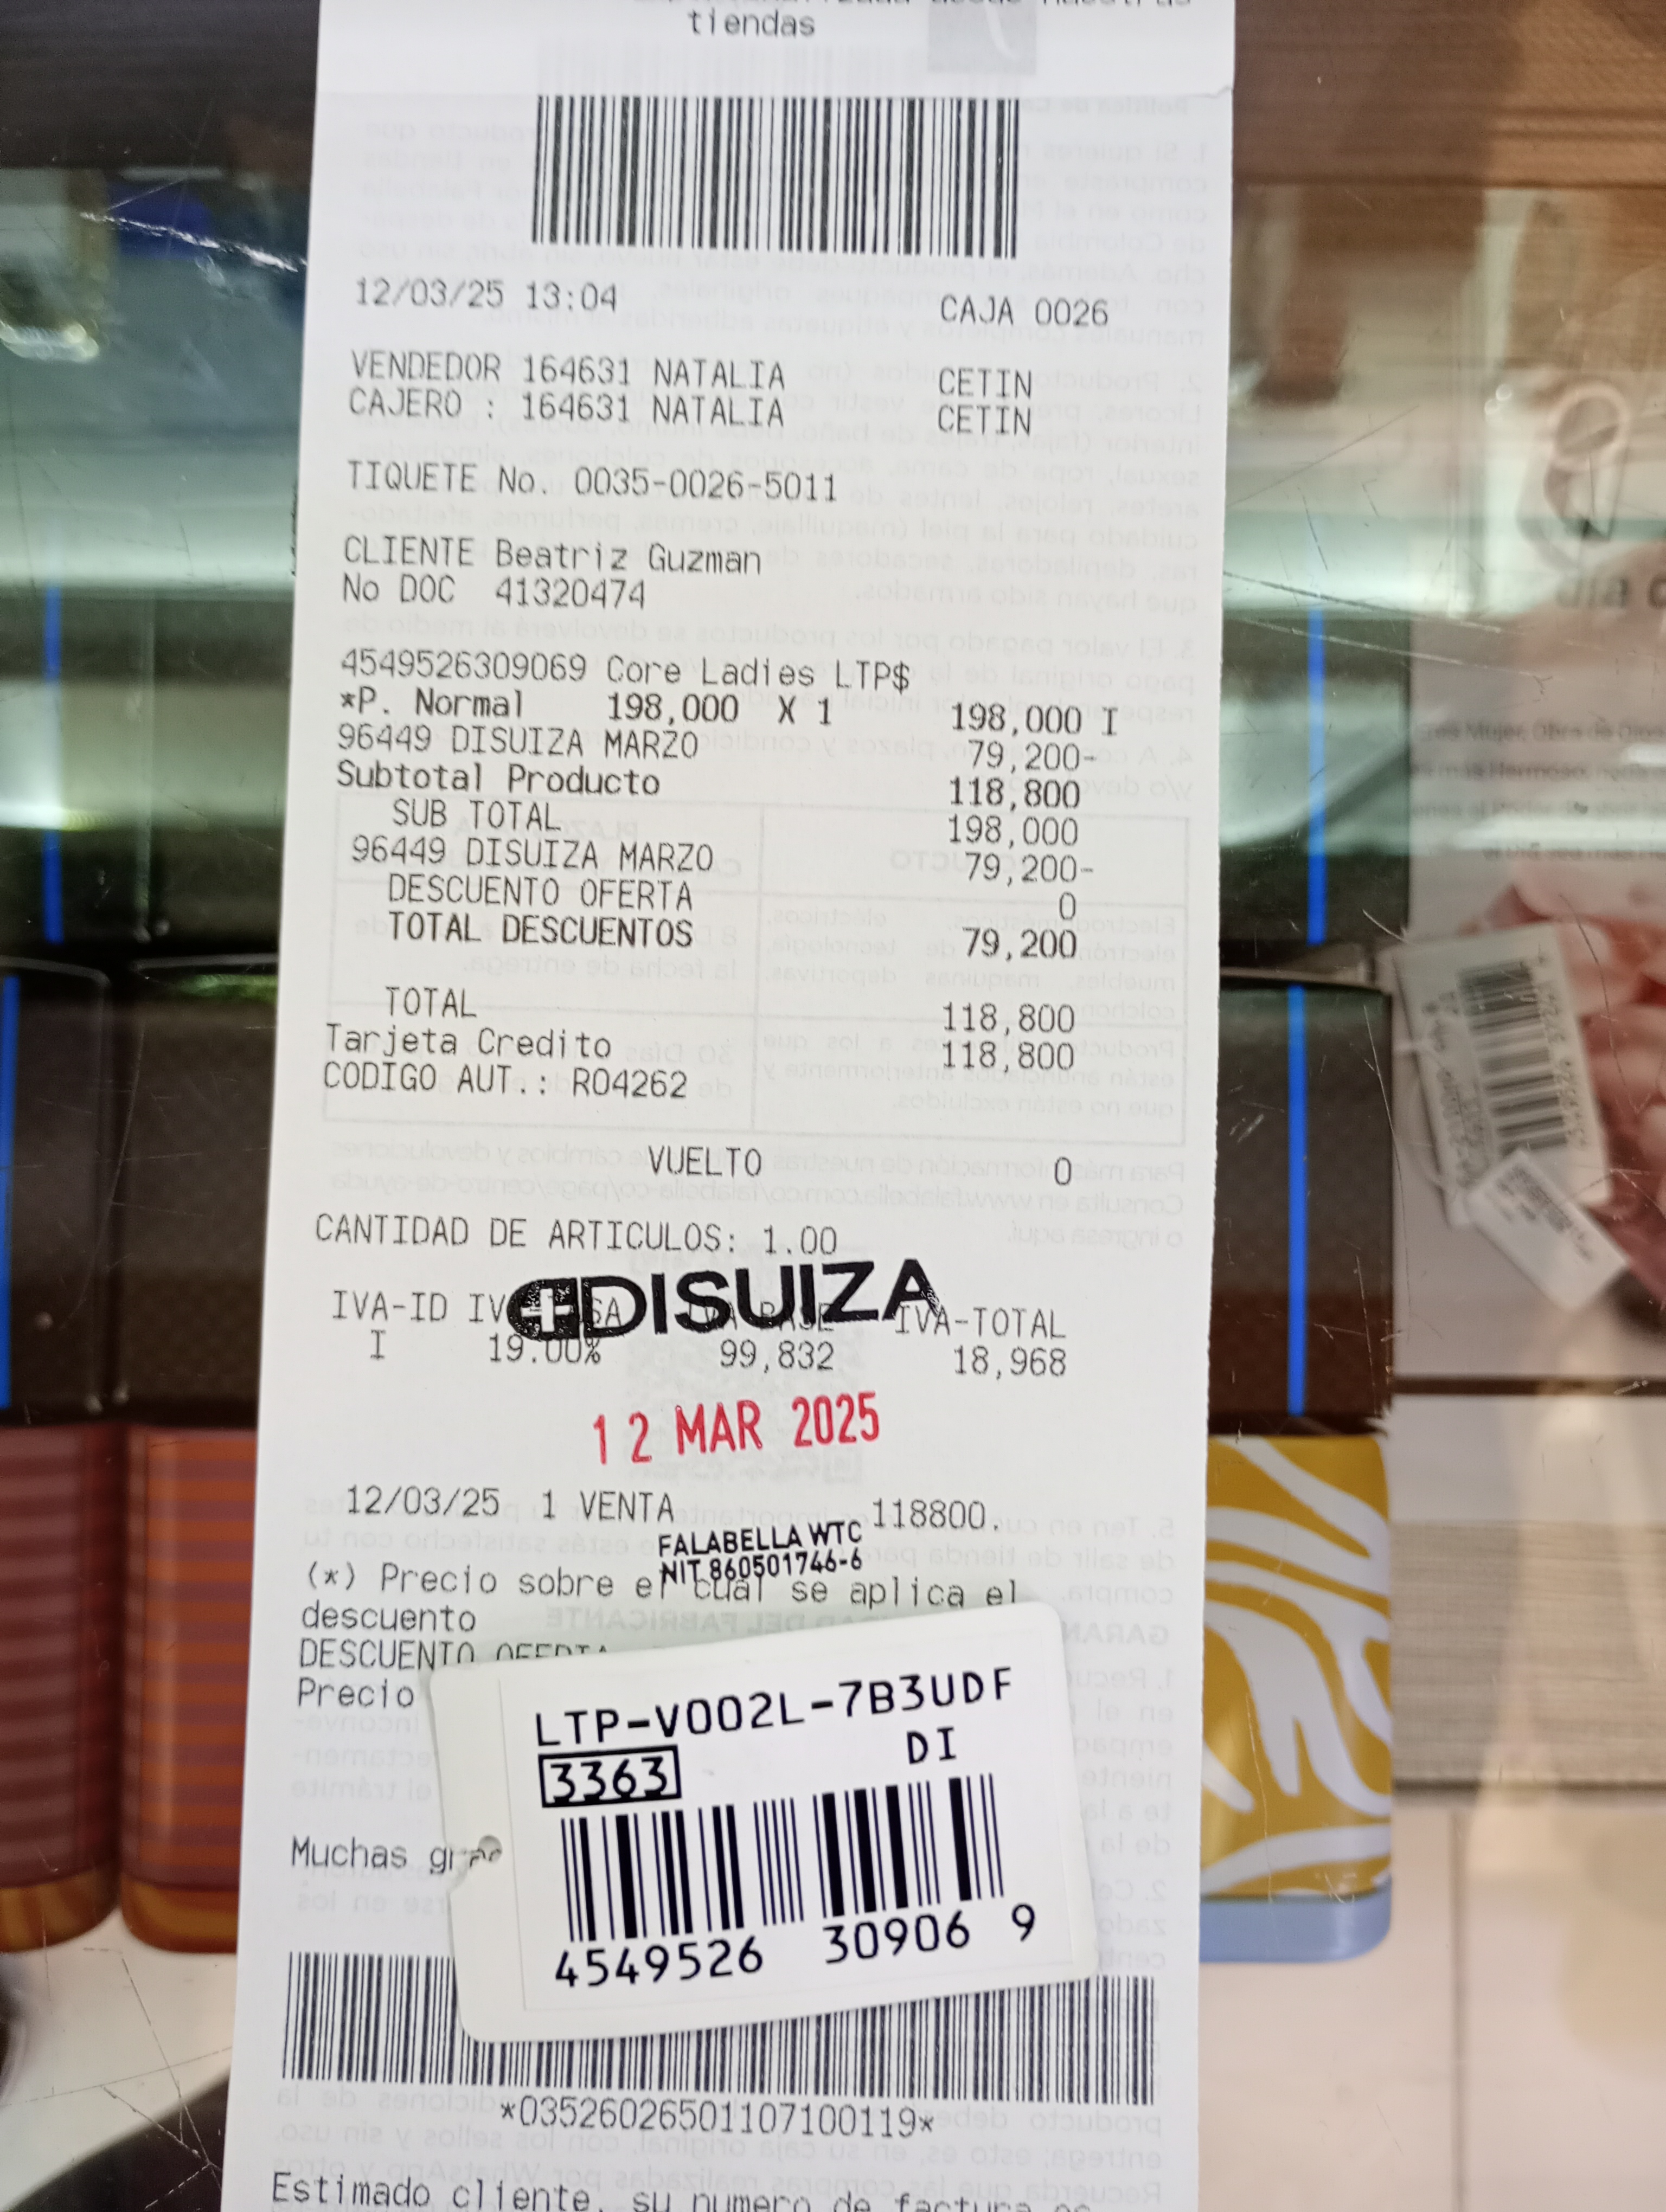 tiendas
12/03/25 13:04 CAJA 0026
VENDEDOR 164631 NATALIA CETIN
CAJERO : 164631 NATALIA CETIN
TIQUETE No. 0035-0026-5011
CLIENTE Beatriz Guzman
No DOC 41320474
4549526309069 Core Ladies LTP$
*P. Normal 198,000 X 1 198,000 I
96449 DISUIZA MARZO 79,200-
Subtotal Producto 118,800
SUB TOTAL 198,000
96449 DISUIZA MARZO 79,200-
DESCUENTO OFERTA 0
TOTAL DESCUENTOS 79,200
TOTAL 118,800
Tarjeta Credito 118,800
CODIGO AUT.: R04262
VUELTO 0
CANTIDAD DE ARTICULOS: 1.00
DISUIZA
IVA-ID IVA-TOTAL
I 19.00% 99,832 18,968
12 MAR 2025
12/03/25 1 VENTA 118800.
FALABELLA WTC
NIT 860501746-6
(*) Precio sobre el cual se aplica el
descuento
DESCUENTO OFERTA
Precio
LTP-V002L-7B3UDF
DI
3363
Muchas
4549526 30906 9
*03526026501107100119*
Estimado cliente, su numero de factura es